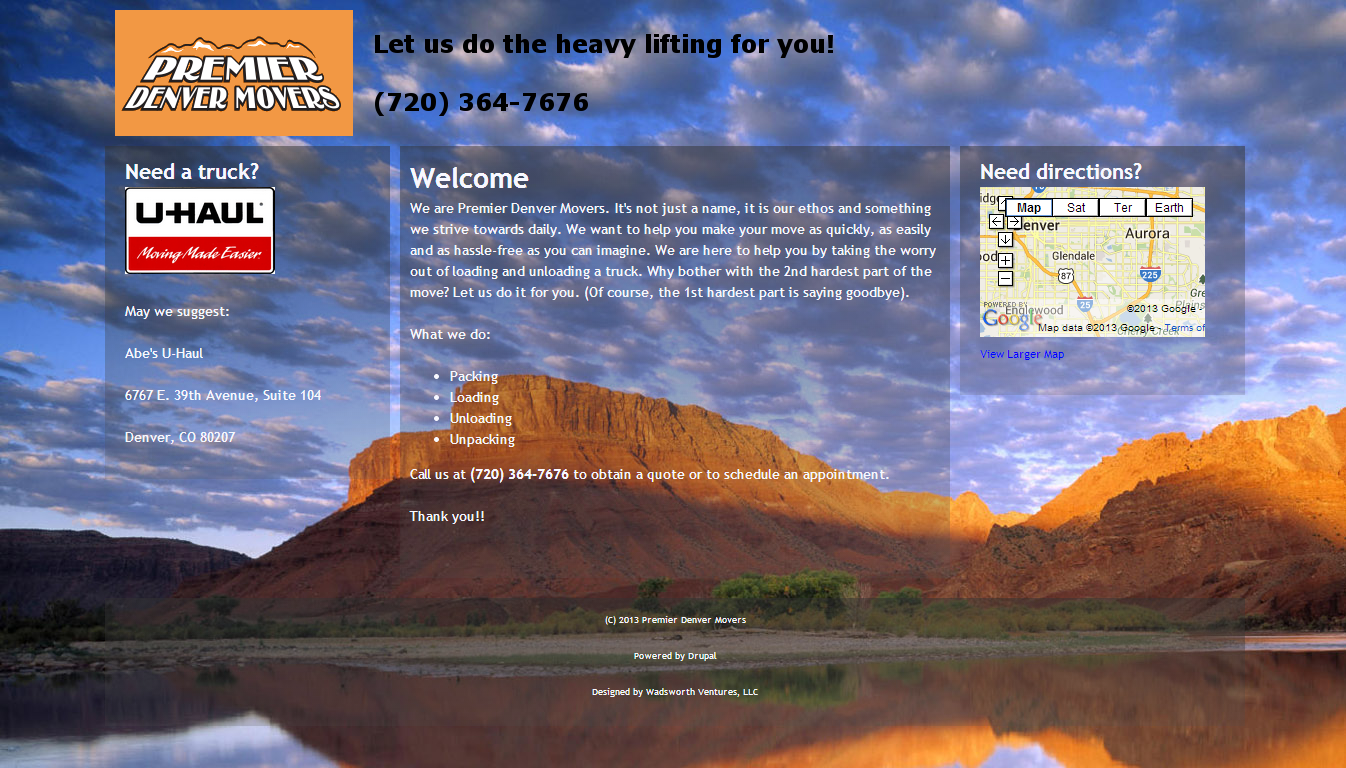 PREMIER
DENVER MOVERS
Let us do the heavy lifting for you!
(720) 364-7676
Need a truck?
U-HAUL
Moving Made Easier.
May we suggest:
Abe's U-Haul
6767 E. 39th Avenue, Suite 104
Denver, CO 80207
Welcome
We are Premier Denver Movers. It's not just a name, it is our ethos and something
we strive towards daily. We want to help you make your move as quickly, as easily
and as hassle-free as you can imagine. We are here to help you by taking the worry
out of loading and unloading a truck. Why bother with the 2nd hardest part of the
move? Let us do it for you. (Of course, the 1st hardest part is saying goodbye).
What we do:
• Packing
• Loading
• Unloading
• Unpacking
Call us at (720) 364-7676 to obtain a quote or to schedule an appointment.
Thank you!!
Need directions?
Map Sat Ter Earth
Denver
Aurora
Glendale
87
225
25
Englewood
POWERED BY
Google
©2013 Google -
Map data ©2013 Google - Terms of
Cherry Creek
View Larger Map
(C) 2013 Premier Denver Movers
Powered by Drupal
Designed by Wadsworth Ventures, LLC